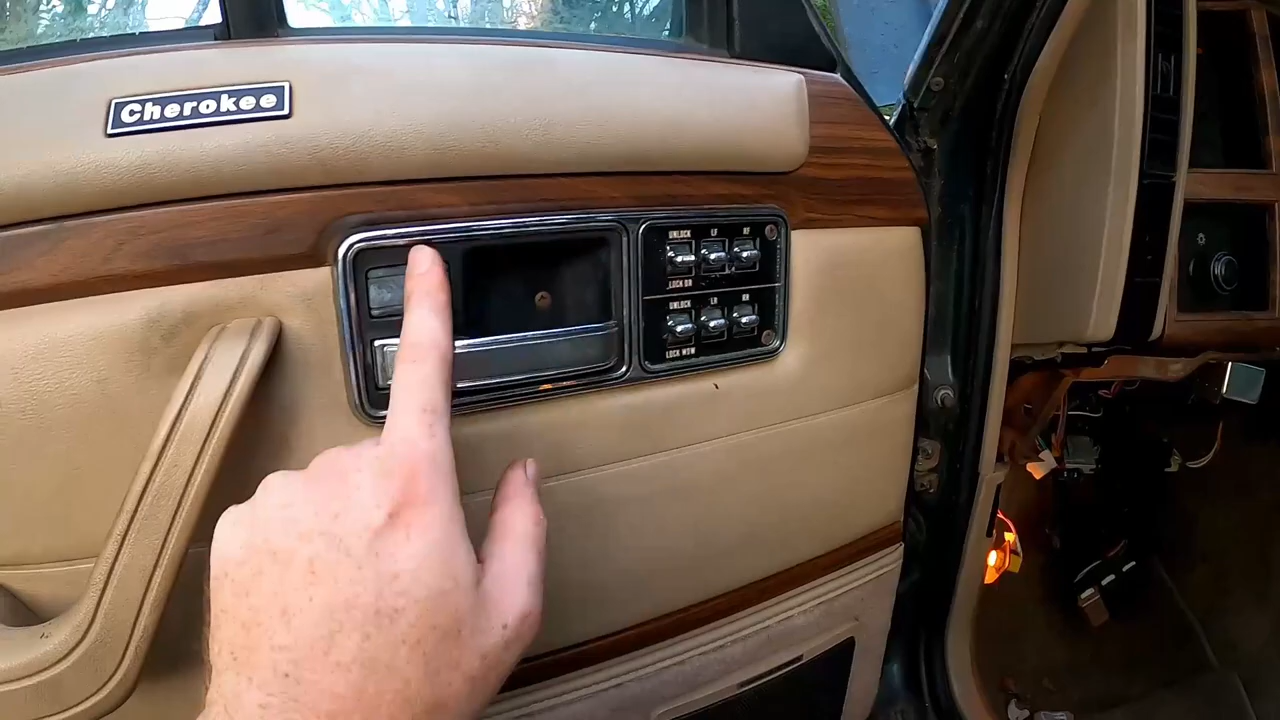 Cherokee
UNLOCK LF RF
LOCK DR
UNLOCK LR RR
LOCK WDW